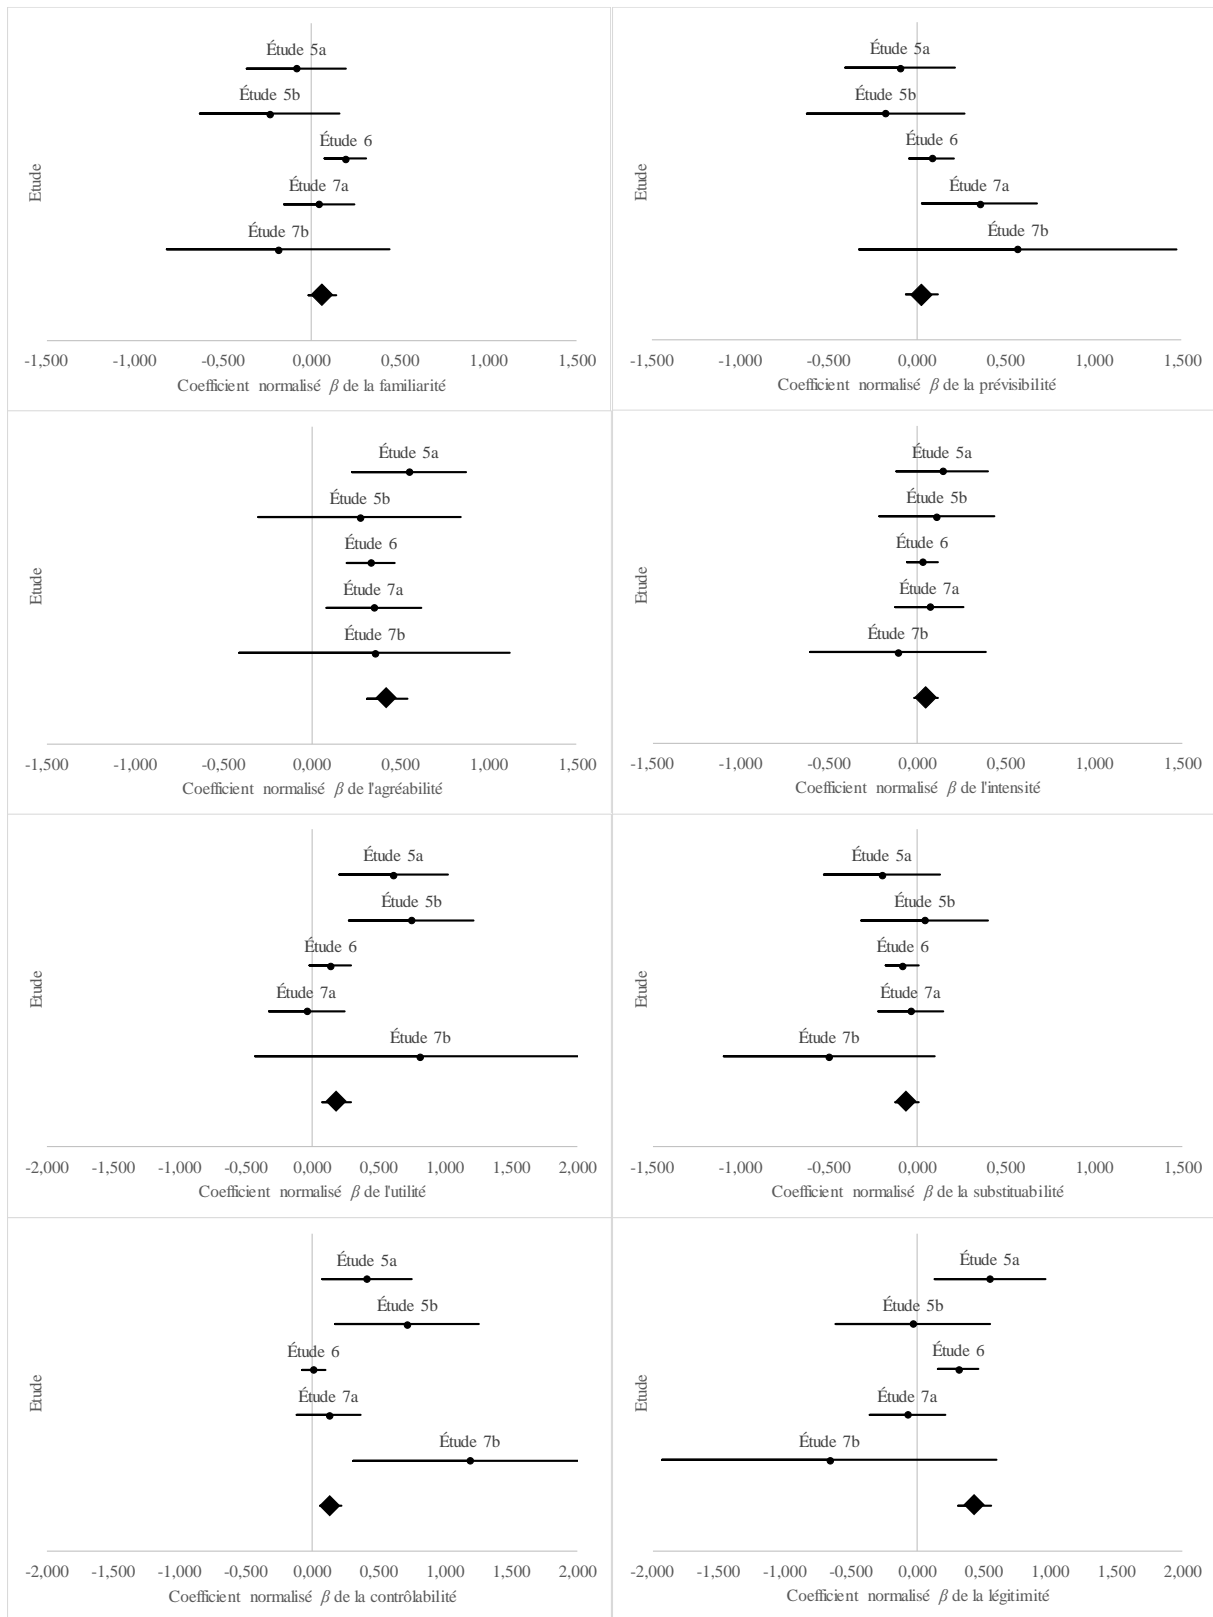 Étude 5a
Étude 5b
Étude 6
Étude 7a
Étude 7b
Etude
-1,500 -1,000 -0,500 0,000 0,500 1,000 1,500
Coefficient normalisé β de la familiarité
Étude 5a
Étude 5b
Étude 6
Étude 7a
Étude 7b
Etude
-1,500 -1,000 -0,500 0,000 0,500 1,000 1,500
Coefficient normalisé β de la prévisibilité
Étude 5a
Étude 5b
Étude 6
Étude 7a
Étude 7b
Etude
-1,500 -1,000 -0,500 0,000 0,500 1,000 1,500
Coefficient normalisé β de l'agréabilité
Étude 5a
Étude 5b
Étude 6
Étude 7a
Étude 7b
Etude
-1,500 -1,000 -0,500 0,000 0,500 1,000 1,500
Coefficient normalisé β de l'intensité
Étude 5a
Étude 5b
Étude 6
Étude 7a
Étude 7b
Etude
-2,000 -1,500 -1,000 -0,500 0,000 0,500 1,000 1,500 2,000
Coefficient normalisé β de l'utilité
Étude 5a
Étude 5b
Étude 6
Étude 7a
Étude 7b
Etude
-1,500 -1,000 -0,500 0,000 0,500 1,000 1,500
Coefficient normalisé β de la substituabilité
Étude 5a
Étude 5b
Étude 6
Étude 7a
Étude 7b
Etude
-2,000 -1,500 -1,000 -0,500 0,000 0,500 1,000 1,500 2,000
Coefficient normalisé β de la contrôlabilité
Étude 5a
Étude 5b
Étude 6
Étude 7a
Étude 7b
Etude
-2,000 -1,500 -1,000 -0,500 0,000 0,500 1,000 1,500 2,000
Coefficient normalisé β de la légitimité